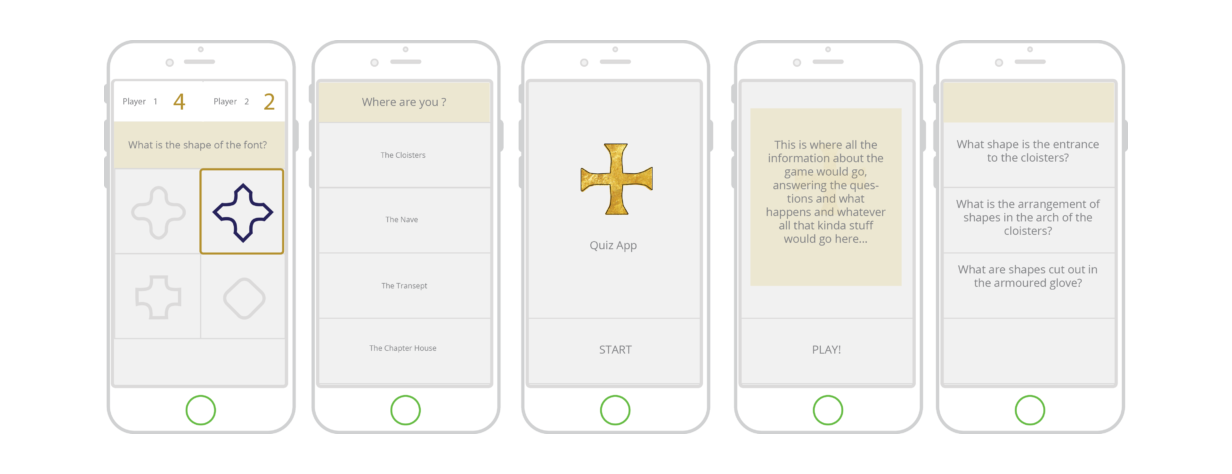 Player 1 4 Player 2 2
What is the shape of the font?
Where are you ?
The Cloisters
The Nave
The Transept
The Chapter House
Quiz App
START
This is where all the
information about the
game would go,
answering the ques-
tions and what
happens and whatever
all that kinda stuff
would go here...
PLAY!
What shape is the entrance
to the cloisters?
What is the arrangement of
shapes in the arch of the
cloisters?
What are shapes cut out in
the armoured glove?